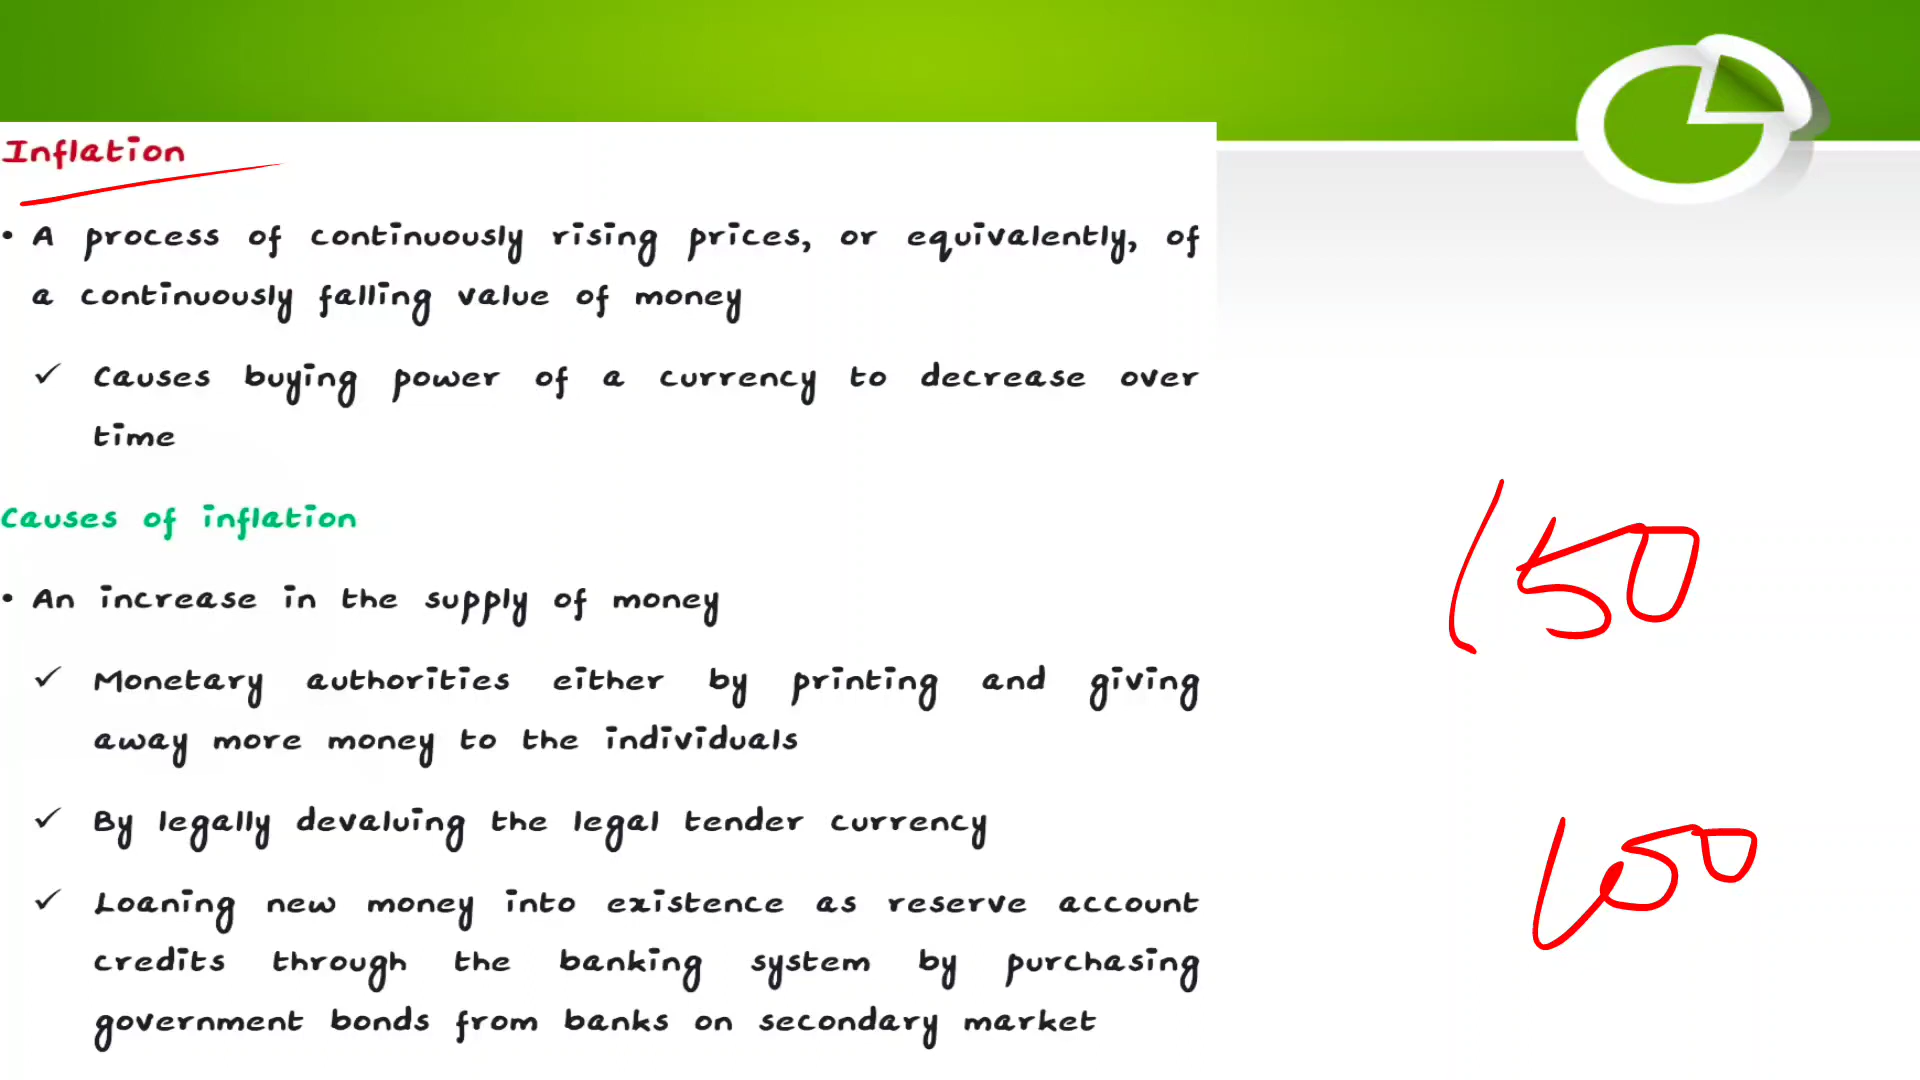 Inflation
• A process of continuously rising prices, or equivalently, of
a continuously falling value of money
✓ Causes buying power of a currency to decrease over
time
Causes of inflation
• An increase in the supply of money
✓ Monetary authorities either by printing and giving
away more money to the individuals
✓ By legally devaluing the legal tender currency
✓ Loaning new money into existence as reserve account
credits through the banking system by purchasing
government bonds from banks on secondary market
150